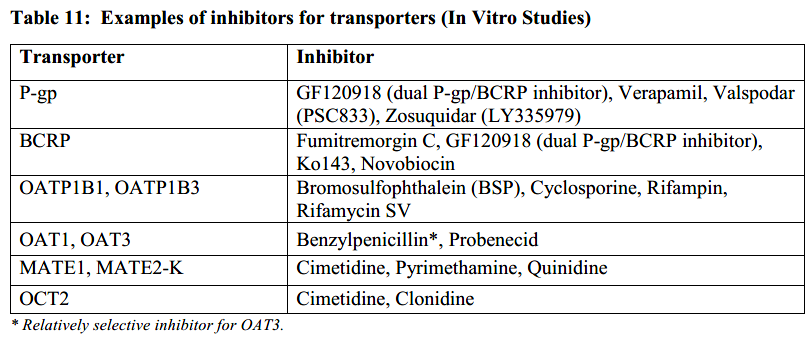 Table 11: Examples of inhibitors for transporters (In Vitro Studies)
Transporter Inhibitor
P-gp GF120918 (dual P-gp/BCRP inhibitor), Verapamil, Valspodar
(PSC833), Zosuquidar (LY335979)
BCRP Fumitremorgin C, GF120918 (dual P-gp/BCRP inhibitor),
Ko143, Novobiocin
OATP1B1, OATP1B3 Bromosulfophthalein (BSP), Cyclosporine, Rifampin,
Rifamycin SV
OAT1, OAT3 Benzylpenicillin*, Probenecid
MATE1, MATE2-K Cimetidine, Pyrimethamine, Quinidine
OCT2 Cimetidine, Clonidine
* Relatively selective inhibitor for OAT3.